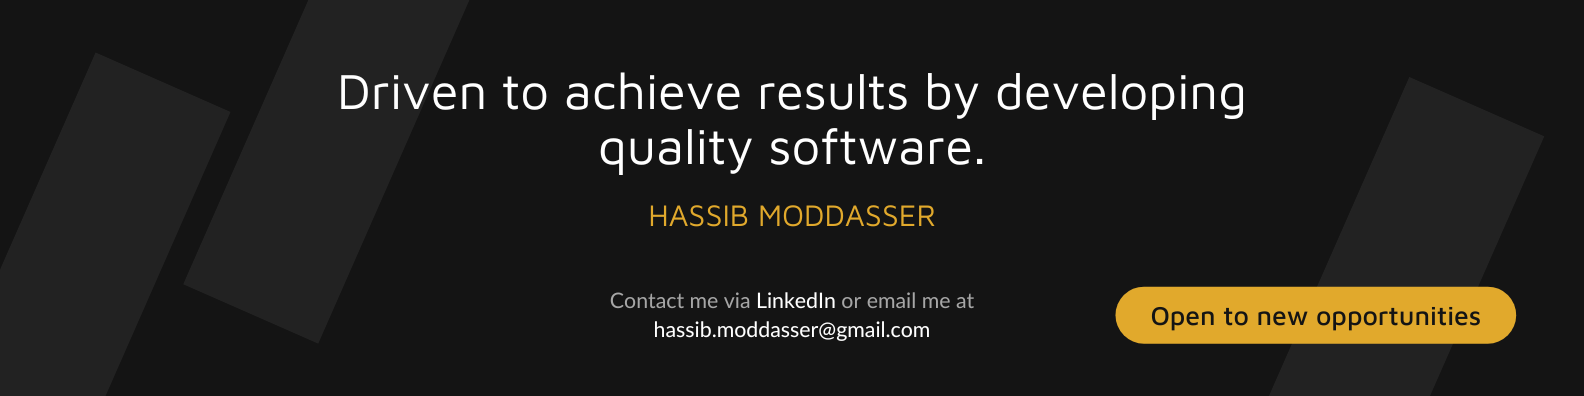 Driven to achieve results by developing
quality software.
HASSIB MODDASSER
Contact me via LinkedIn or email me at
hassib.moddasser@gmail.com
Open to new opportunities